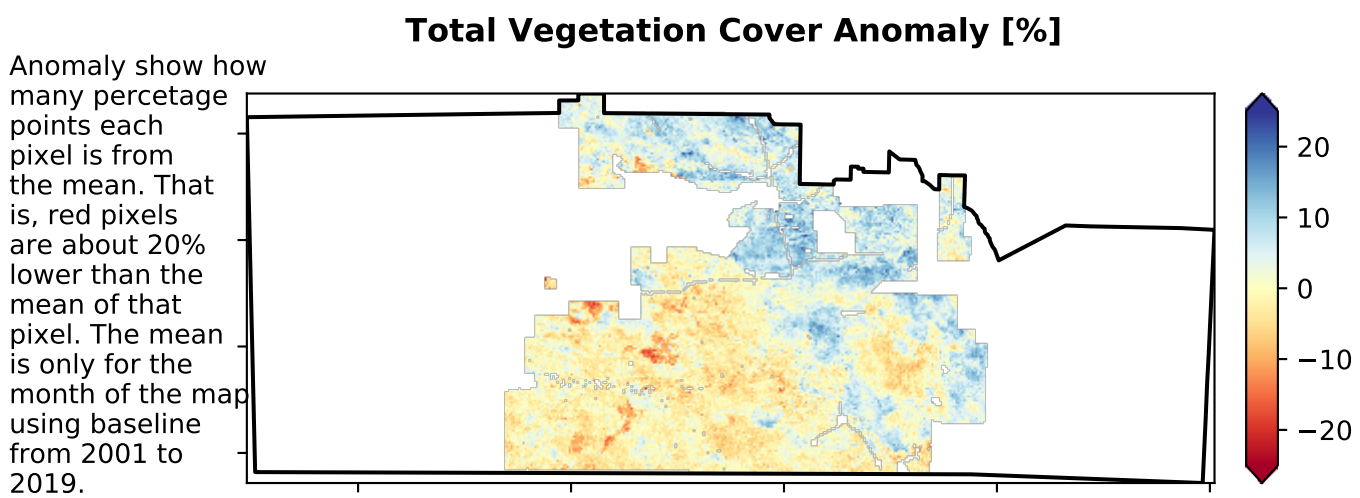 Total Vegetation Cover Anomaly [%]
Anomaly show how
many percetage
points each
pixel is from
the mean. That
is, red pixels
are about 20%
lower than the
mean of that
pixel. The mean
is only for the
month of the map
using baseline
from 2001 to
2019.
20
10
0
−10
−20